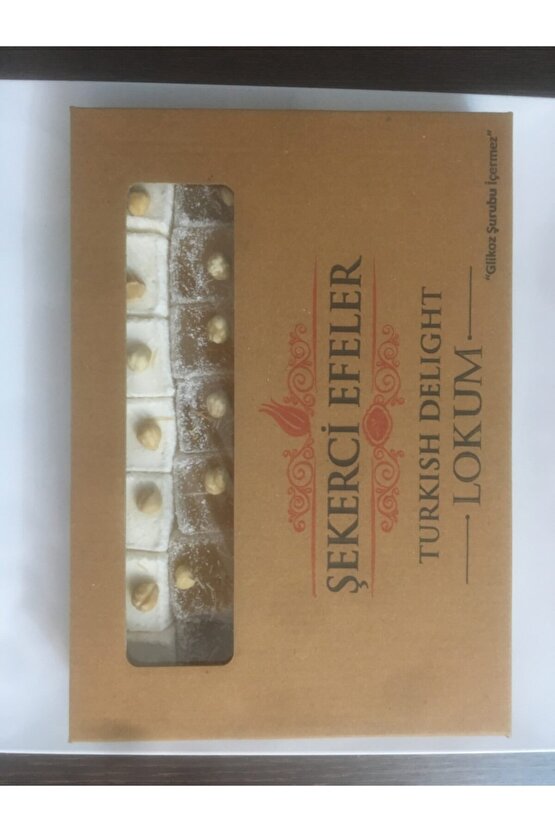 "Glikoz Şurubu İçermez"
ŞEKERCİ EFELER
TURKISH DELIGHT
LOKUM